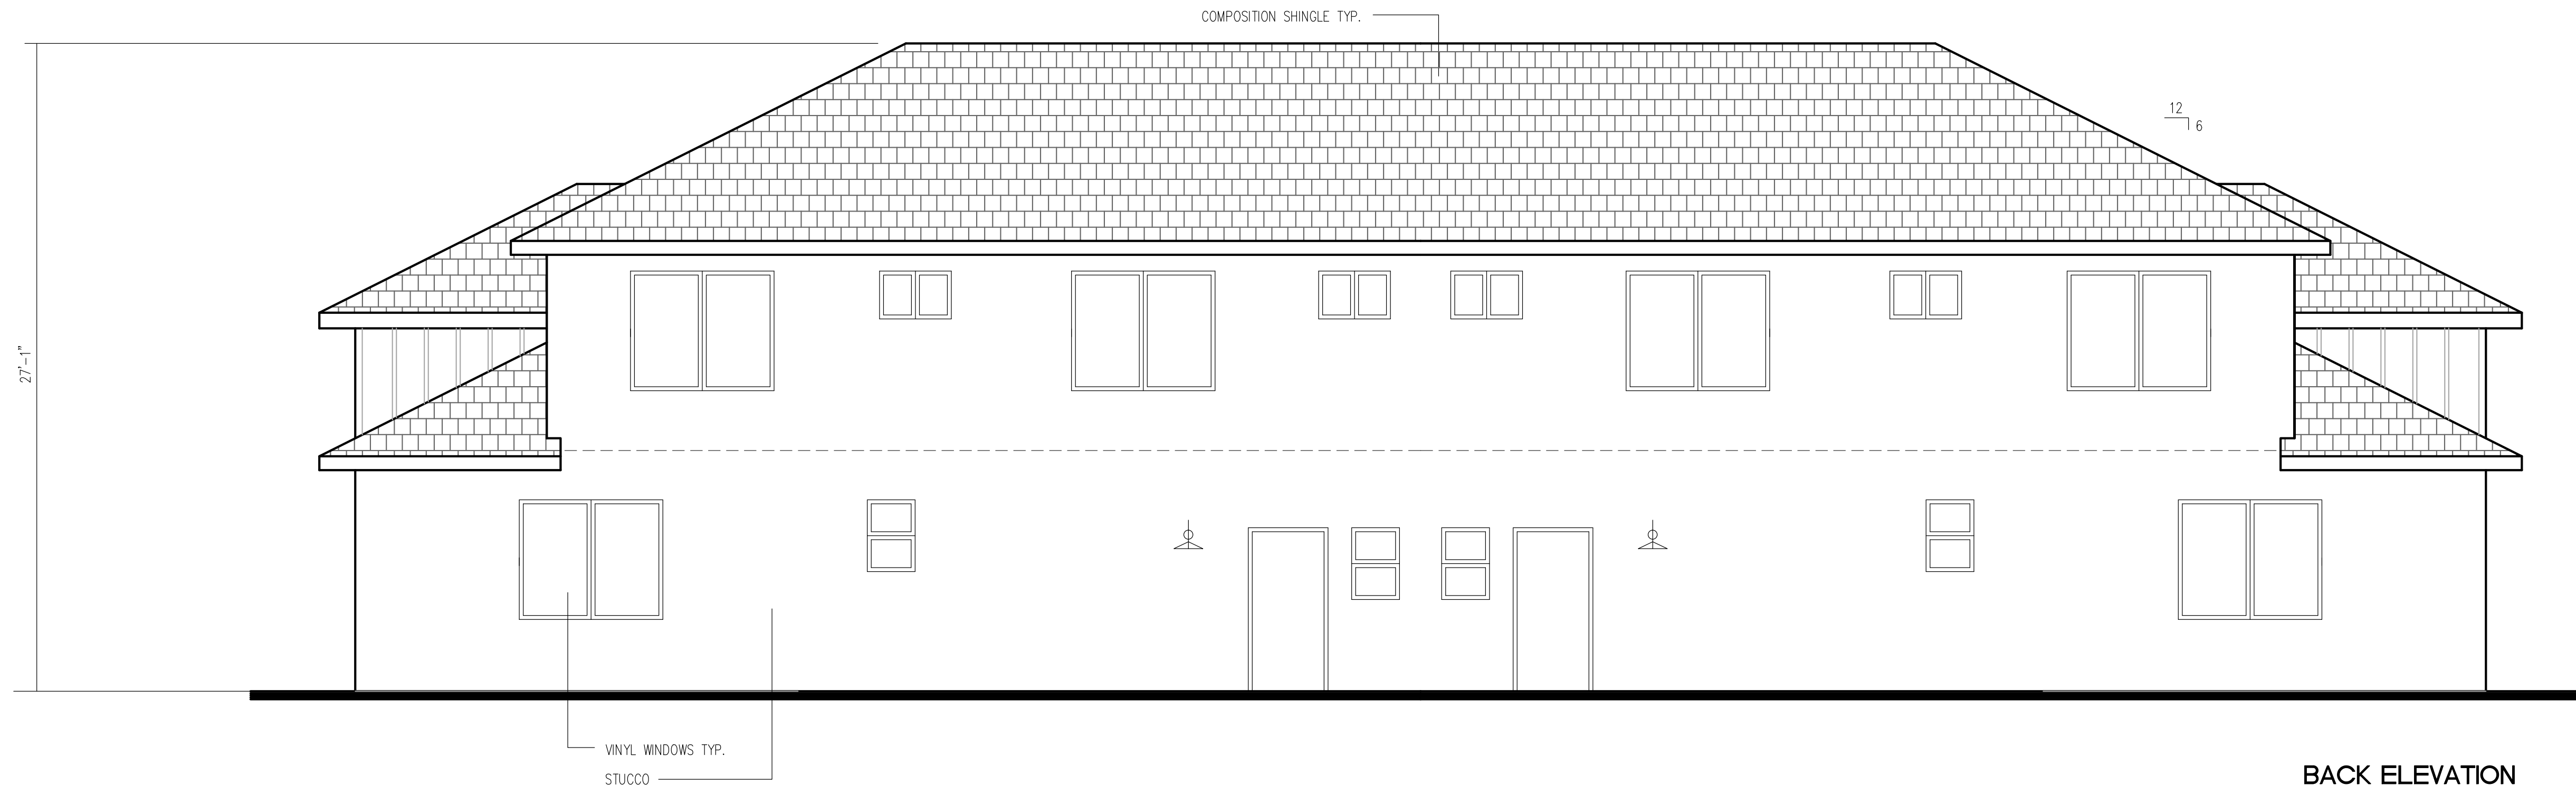 COMPOSITION SHINGLE TYP.
12
6
27'-1"
VINYL WINDOWS TYP.
STUCCO
BACK ELEVATION